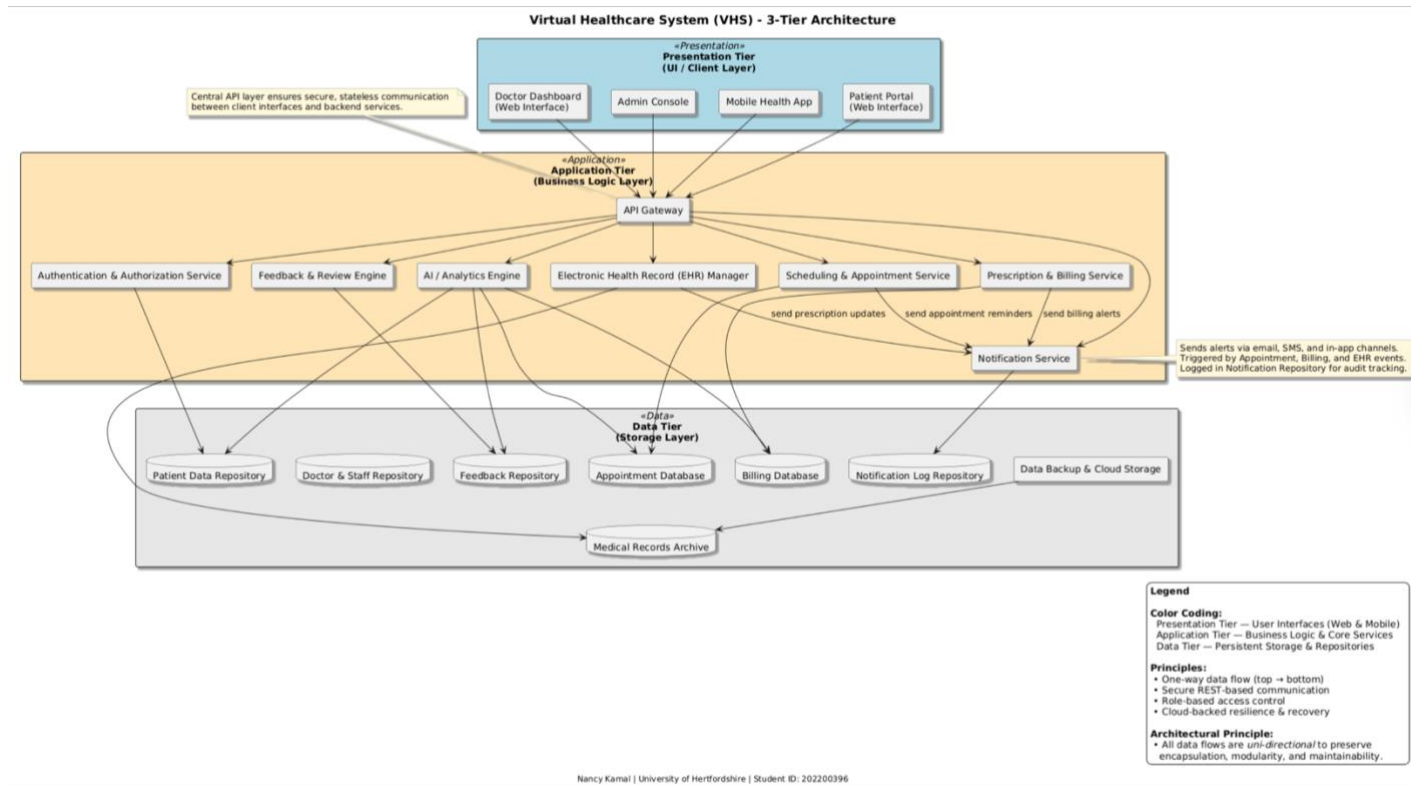 Virtual Healthcare System (VHS) - 3-Tier Architecture
«Presentation»
Presentation Tier
(UI / Client Layer)
Doctor Dashboard
(Web Interface)
Admin Console
Mobile Health App
Patient Portal
(Web Interface)
Central API layer ensures secure, stateless communication
between client interfaces and backend services.
«Application»
Application Tier
(Business Logic Layer)
API Gateway
Authentication & Authorization Service
Feedback & Review Engine
AI / Analytics Engine
Electronic Health Record (EHR) Manager
Scheduling & Appointment Service
Prescription & Billing Service
send prescription updates
send appointment reminders
send billing alerts
Notification Service
Sends alerts via email, SMS, and in-app channels.
Triggered by Appointment, Billing, and EHR events.
Logged in Notification Repository for audit tracking.
«Data»
Data Tier
(Storage Layer)
Patient Data Repository
Doctor & Staff Repository
Feedback Repository
Appointment Database
Billing Database
Notification Log Repository
Data Backup & Cloud Storage
Medical Records Archive
Legend
Color Coding:
Presentation Tier — User Interfaces (Web & Mobile)
Application Tier — Business Logic & Core Services
Data Tier — Persistent Storage & Repositories
Principles:
• One-way data flow (top → bottom)
• Secure REST-based communication
• Role-based access control
• Cloud-backed resilience & recovery
Architectural Principle:
• All data flows are uni-directional to preserve
encapsulation, modularity, and maintainability.
Nancy Kamal | University of Hertfordshire | Student ID: 202200396